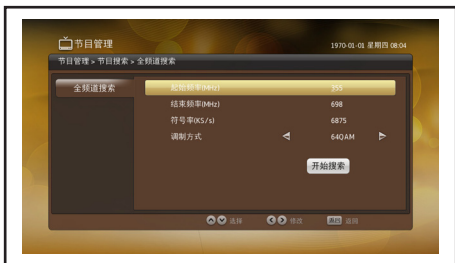 节目管理
1970-01-01 星期四 08:04
节目管理 > 节目搜索 > 全频道搜索
全频道搜索
起始频率(MHz) 355
结束频率(MHz) 698
符号率(KS/s) 6875
调制方式 64QAM
开始搜索
选择 修改 返回 返回